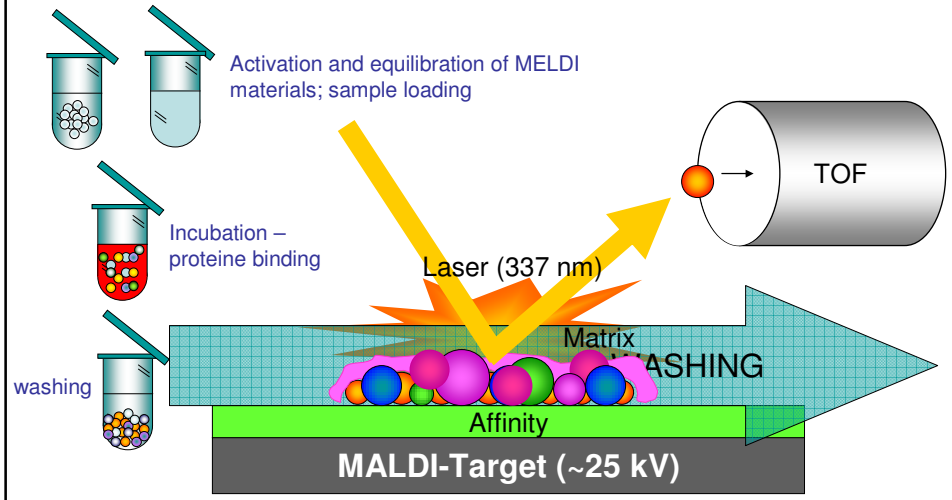 Activation and equilibration of MELDI
materials; sample loading
TOF
Incubation –
proteine binding
Laser (337 nm)
Matrix
WASHING
washing
Affinity
MALDI-Target (~25 kV)